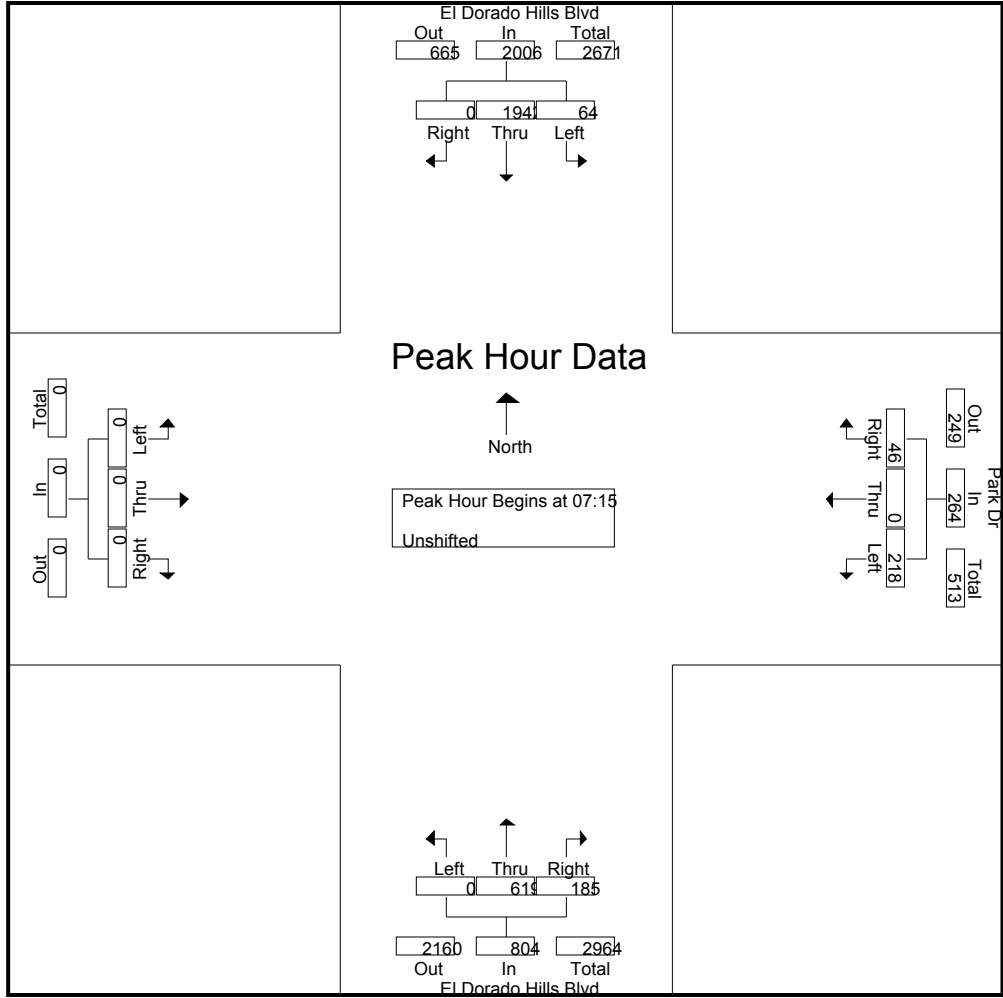 El Dorado Hills Blvd
Out In Total
665 2006 2671
0 1942 64
Right Thru Left
Peak Hour Data
North
Peak Hour Begins at 07:15
Unshifted
Total In Out
0 0 0
0 0 0
Left Thru Right
Right Thru Left
46 0 218
249 264 513
Out In Total
Park Dr
Left Thru Right
0 619 185
2160 804 2964
Out In Total
El Dorado Hills Blvd